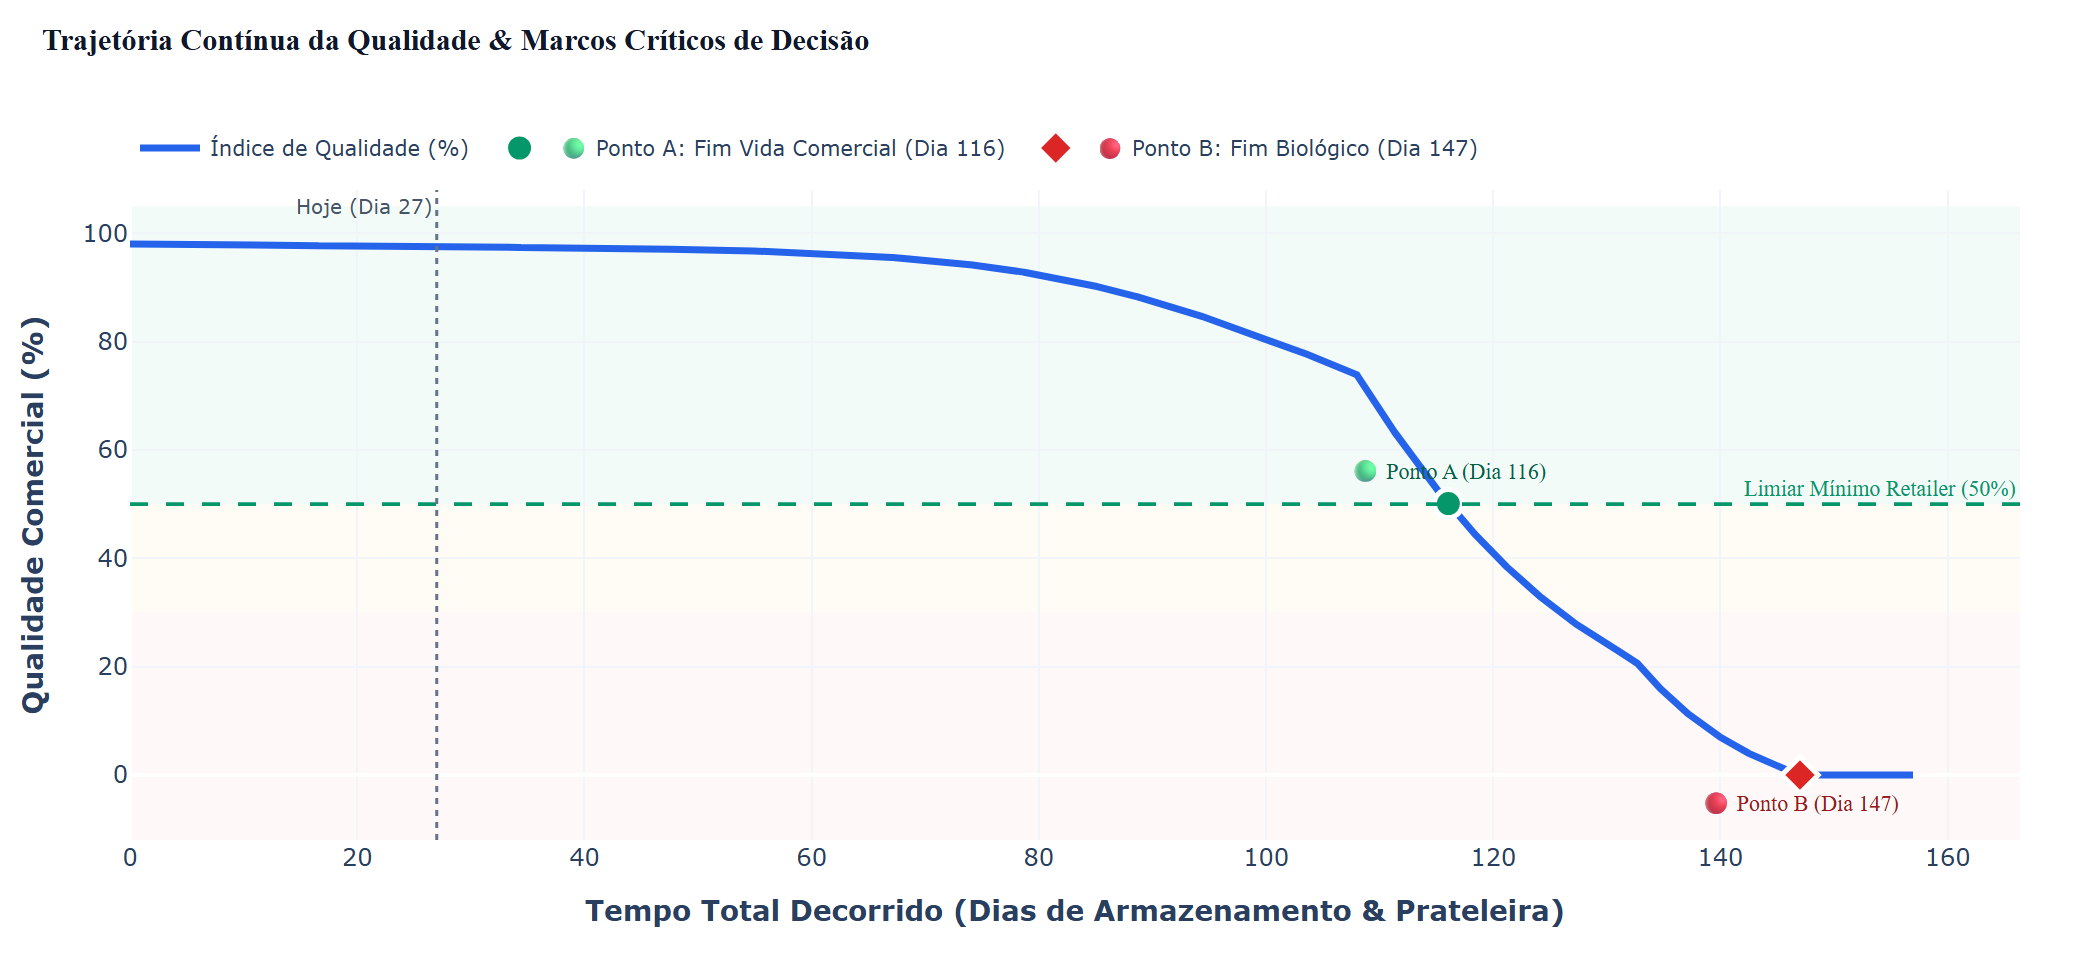 Trajetória Contínua da Qualidade & Marcos Críticos de Decisão
Índice de Qualidade (%)
Ponto A: Fim Vida Comercial (Dia 116)
Ponto B: Fim Biológico (Dia 147)
Hoje (Dia 27)
Qualidade Comercial (%)
100
80
60
40
20
0
Ponto A (Dia 116)
Limiar Mínimo Retailer (50%)
Ponto B (Dia 147)
0 20 40 60 80 100 120 140 160
Tempo Total Decorrido (Dias de Armazenamento & Prateleira)